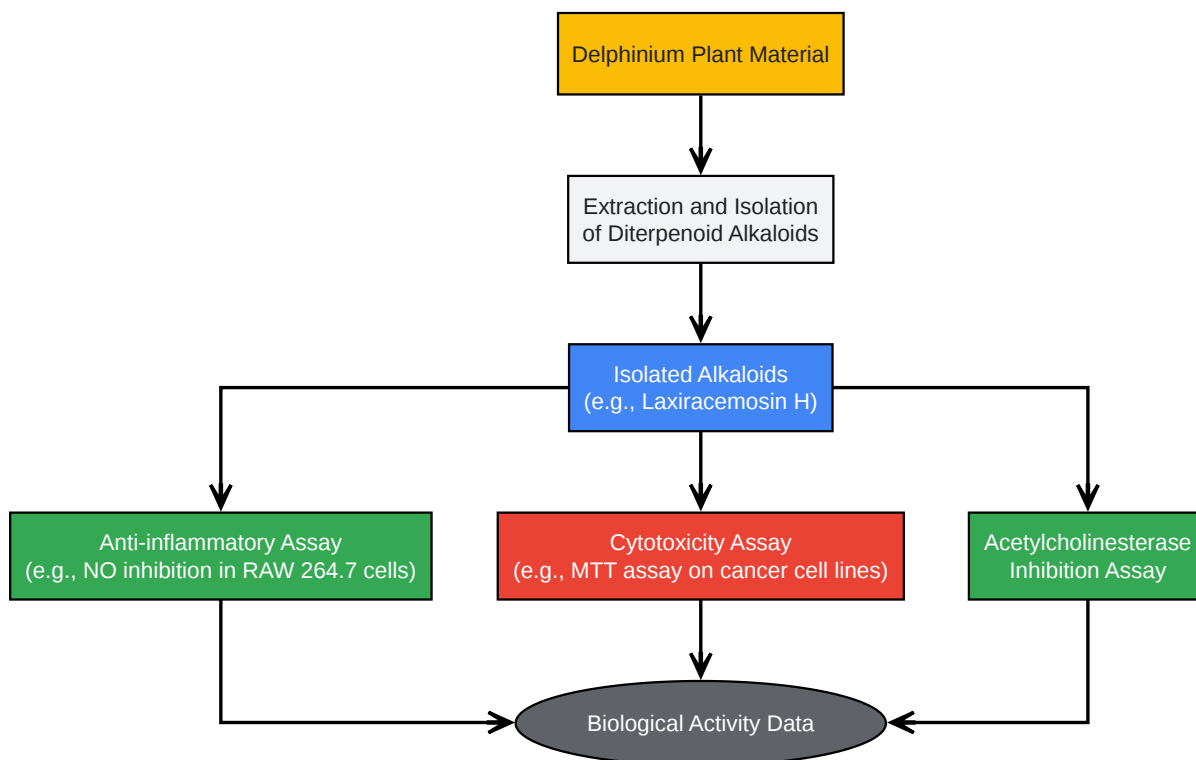 Delphinium Plant Material
Extraction and Isolation
of Diterpenoid Alkaloids
Isolated Alkaloids
(e.g., Laxiracemosin H)
Anti-inflammatory Assay
(e.g., NO inhibition in RAW 264.7 cells)
Cytotoxicity Assay
(e.g., MTT assay on cancer cell lines)
Acetylcholinesterase
Inhibition Assay
Biological Activity Data